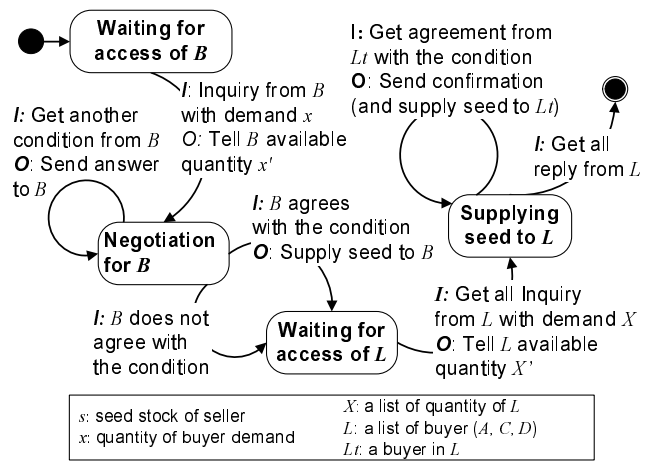 Waiting for
access of B
I: Inquiry from B
with demand x
O: Tell B available
quantity x'
I: Get another
condition from B
O: Send answer
to B
Negotiation
for B
I: B agrees
with the condition
O: Supply seed to B
I: B does not
agree with
the condition
Waiting for
access of L
I: Get all Inquiry
from L with demand X
O: Tell L available
quantity X'
Supplying
seed to L
I: Get agreement from
Lt with the condition
O: Send confirmation
(and supply seed to Lt)
I: Get all
reply from L
s: seed stock of seller
x: quantity of buyer demand
X: a list of quantity of L
L: a list of buyer (A, C, D)
Lt: a buyer in L